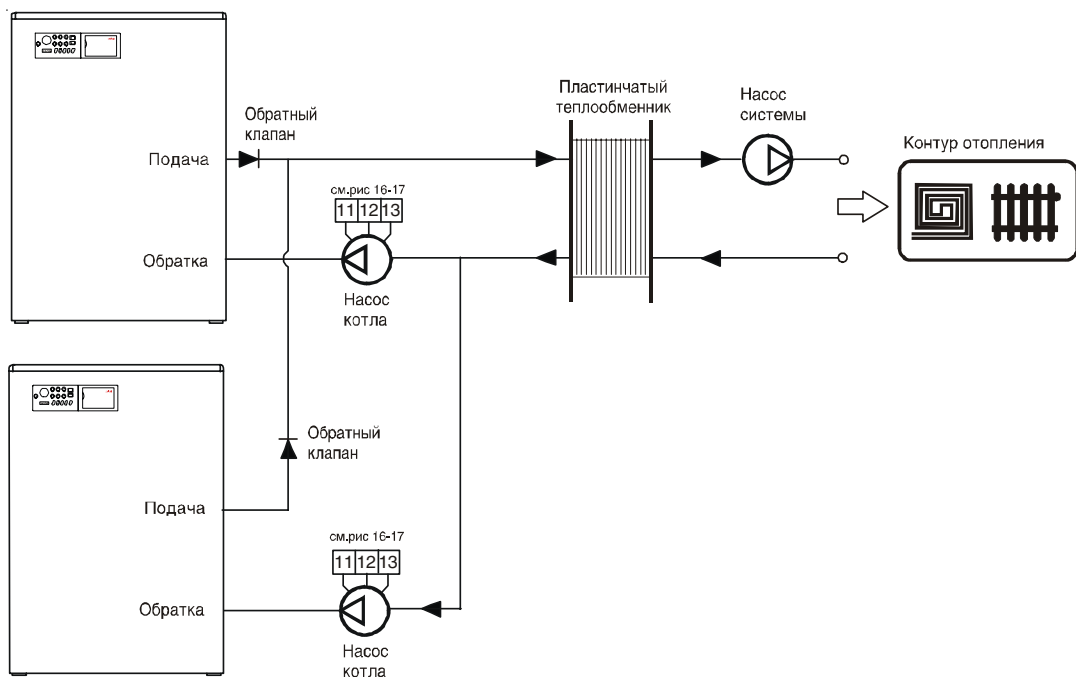 Обратный
клапан
Подача
Обратка
см.рис 16-17
11 12 13
Насос
котла
Пластинчатый
теплообменник
Насос
системы
Контур отопления
Обратный
клапан
Подача
Обратка
см.рис 16-17
11 12 13
Насос
котла